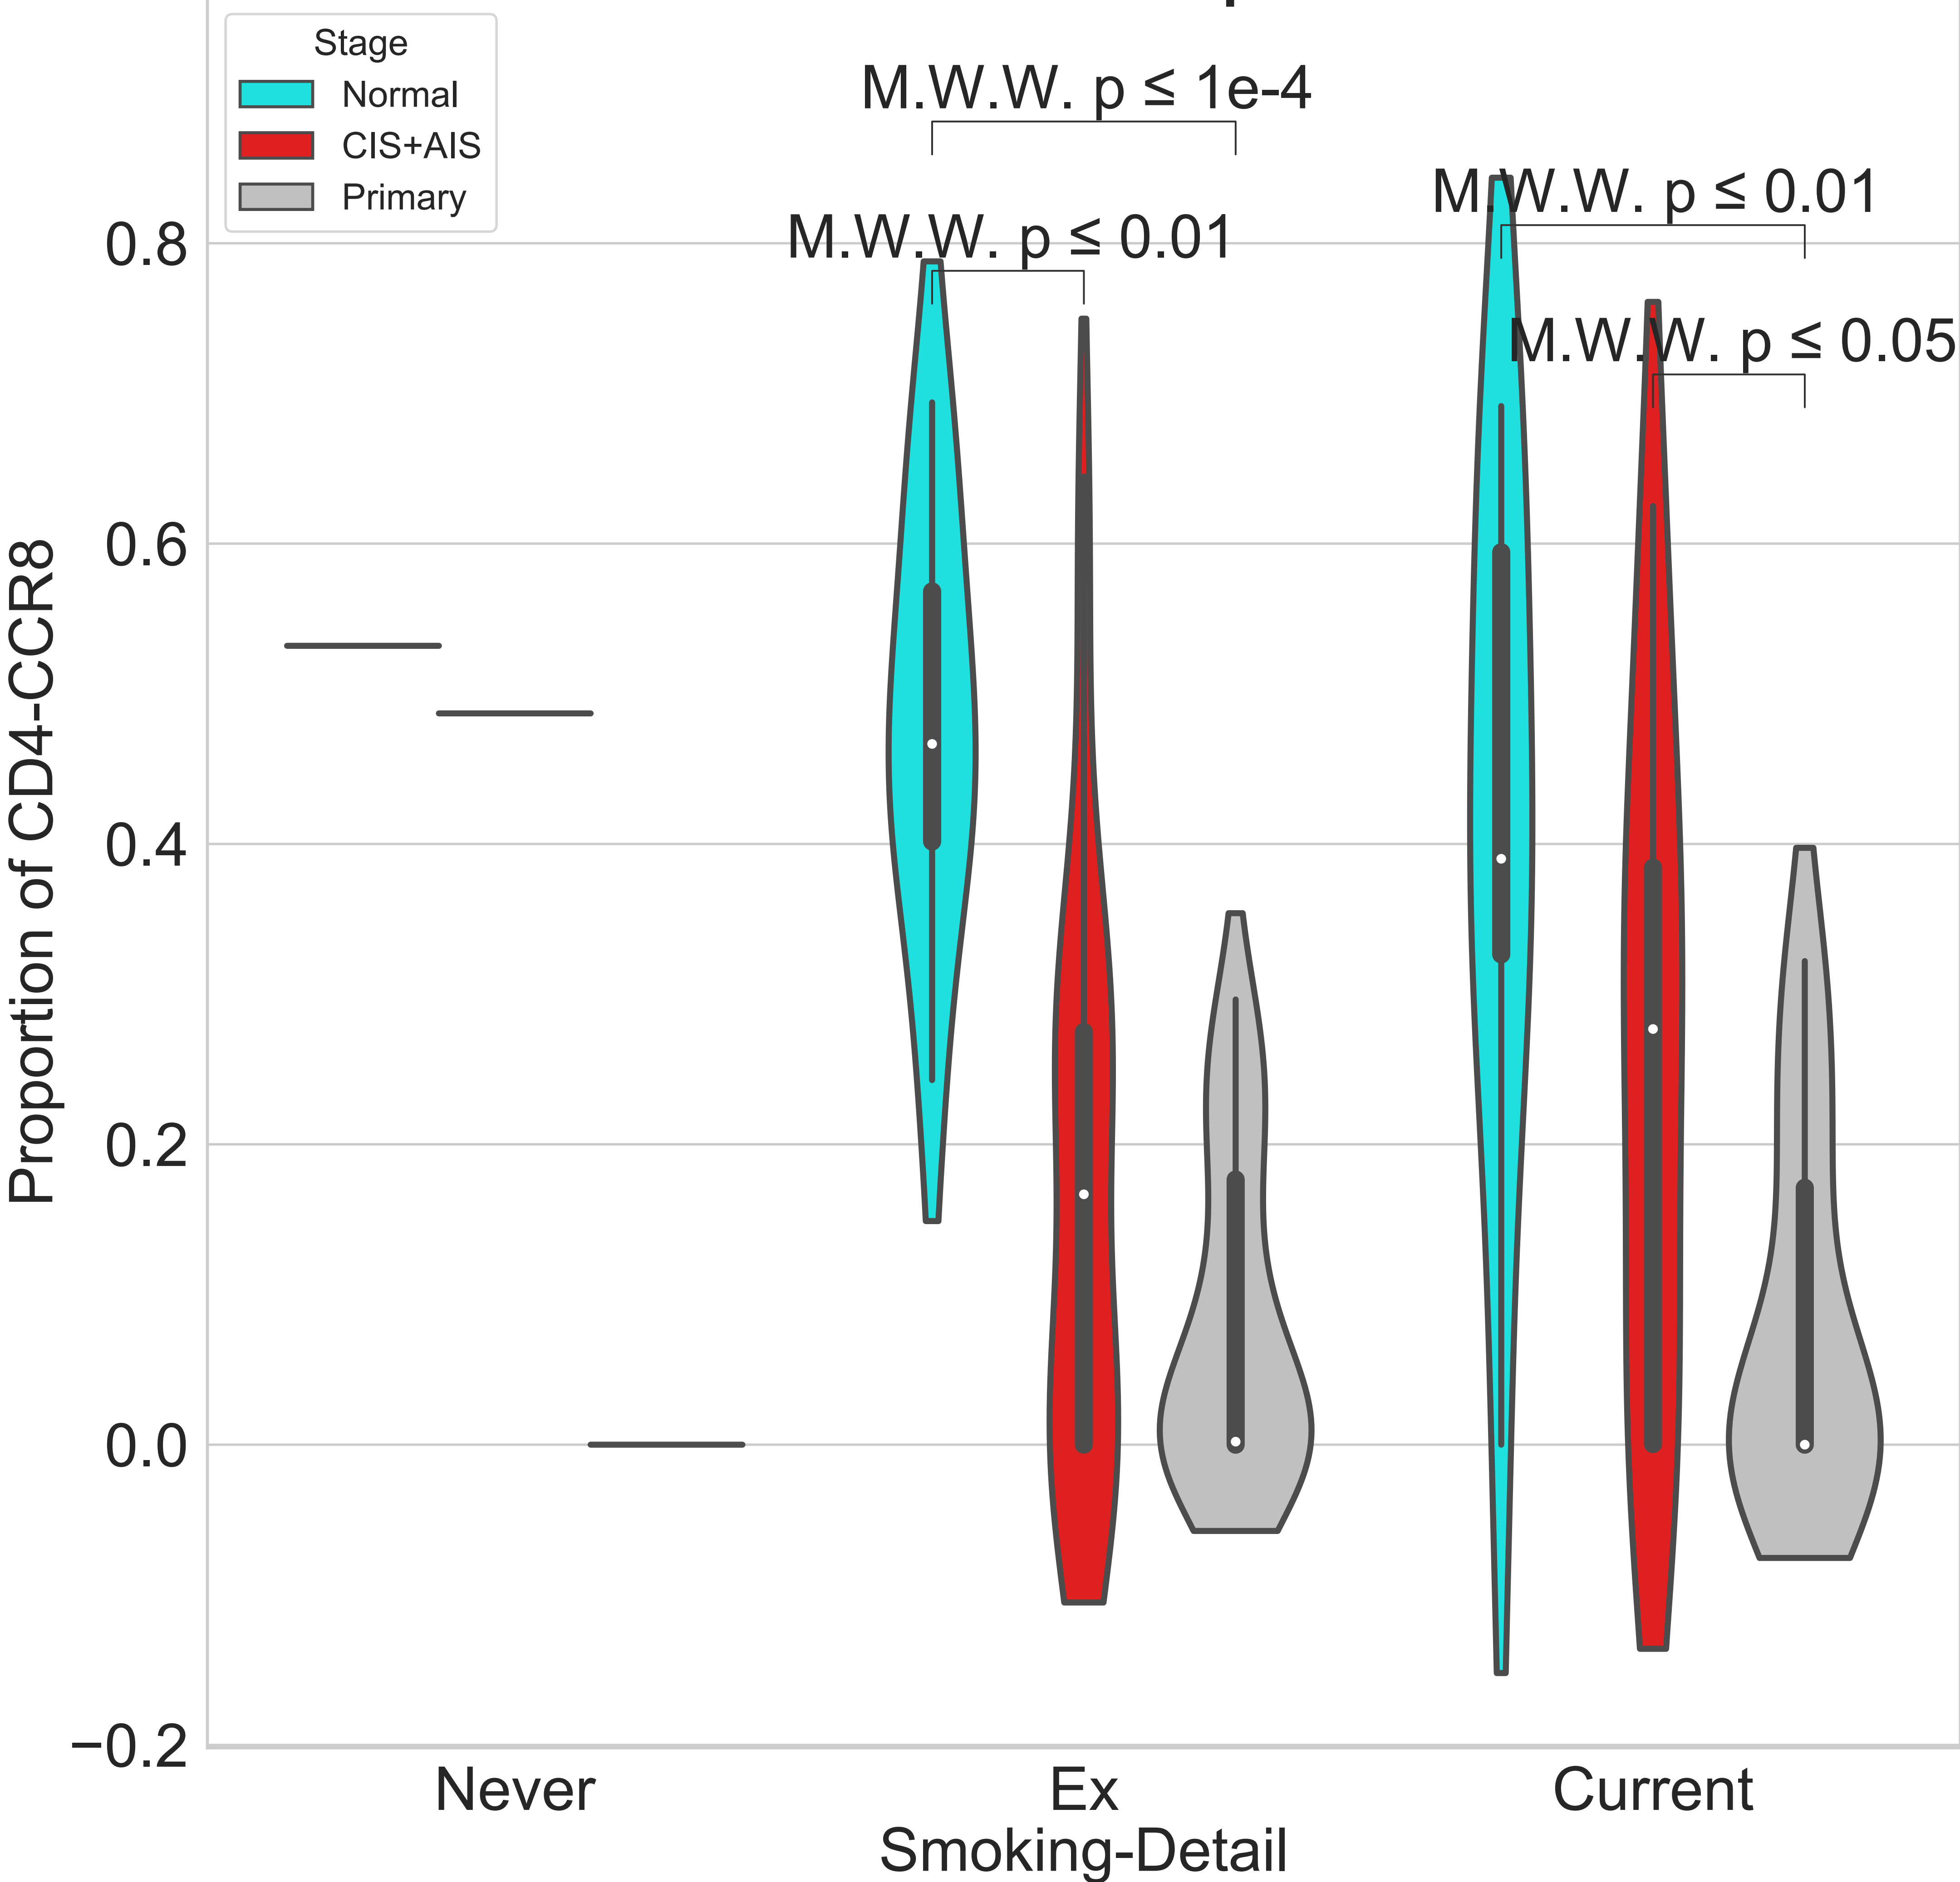 Stage
Normal
CIS+AIS
Primary
M.W.W. p ≤ 1e-4
M.W.W. p ≤ 0.01
M.W.W. p ≤ 0.01
M.W.W. p ≤ 0.05
Proportion of CD4-CCR8
0.8
0.6
0.4
0.2
0.0
−0.2
Never
Ex
Current
Smoking-Detail